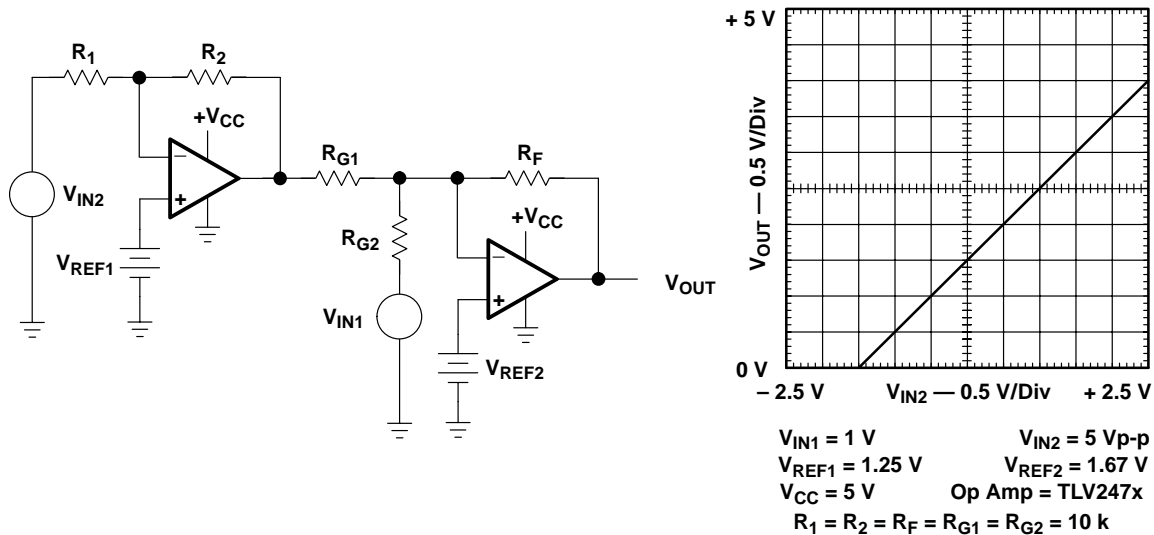 R1
R2
+VCC
− 
+
VIN2
VREF1
RG1
RG2
VIN1
RF
+VCC
−
+
VREF2
VOUT
+ 5 V
VOUT — 0.5 V/Div
0 V
– 2.5 V
VIN2 — 0.5 V/Div
+ 2.5 V
VIN1 = 1 V
VIN2 = 5 Vp-p
VREF1 = 1.25 V
VREF2 = 1.67 V
VCC = 5 V
Op Amp = TLV247x
R1 = R2 = RF = RG1 = RG2 = 10 k